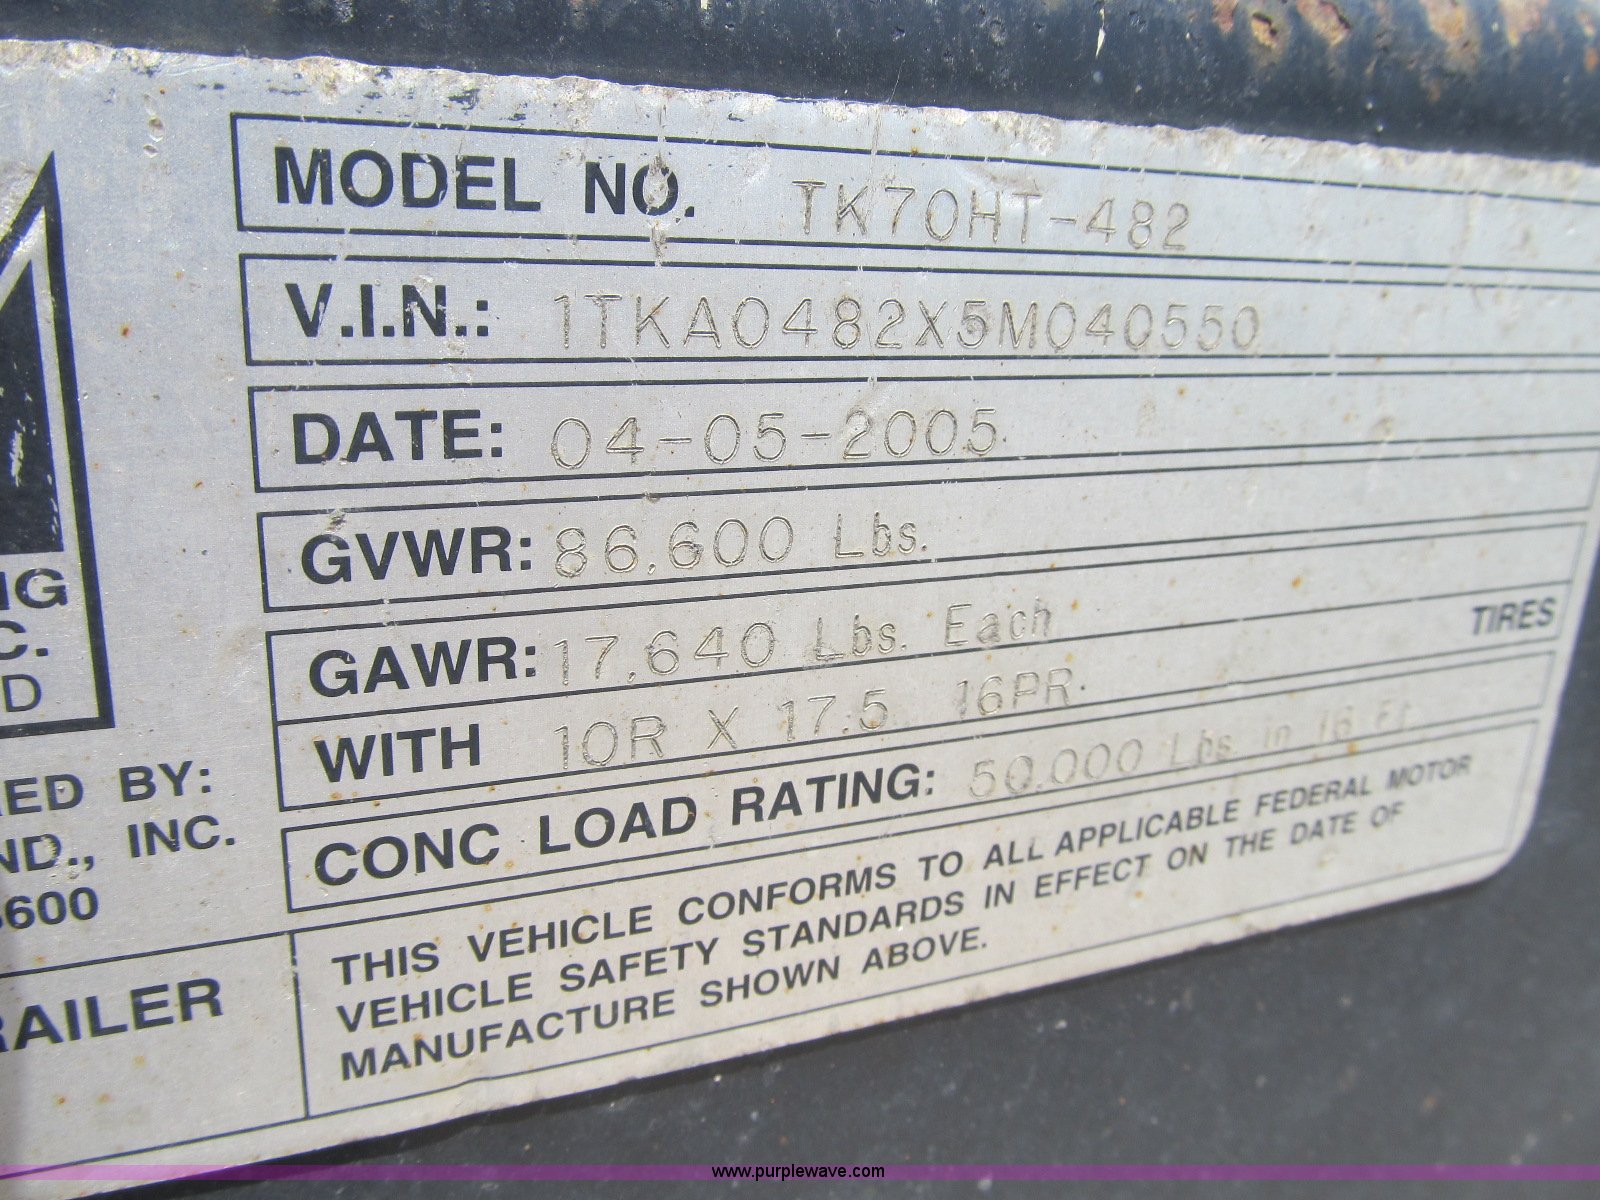 MODEL NO. TK70HT-482
V.I.N.: 1TKA0482X5M040550
DATE: 04-05-2005
GVWR: 86,600 Lbs.
GAWR: 17,640 Lbs. Each
TIRES
WITH 10R X 17.5 16PR
CONC LOAD RATING: 50,000 Lbs in 16 Ft
THIS VEHICLE CONFORMS TO ALL APPLICABLE FEDERAL MOTOR
VEHICLE SAFETY STANDARDS IN EFFECT ON THE DATE OF
MANUFACTURE SHOWN ABOVE.
NG
C.
D
ED BY:
ND., INC.
600
RAILER
www.purplewave.com